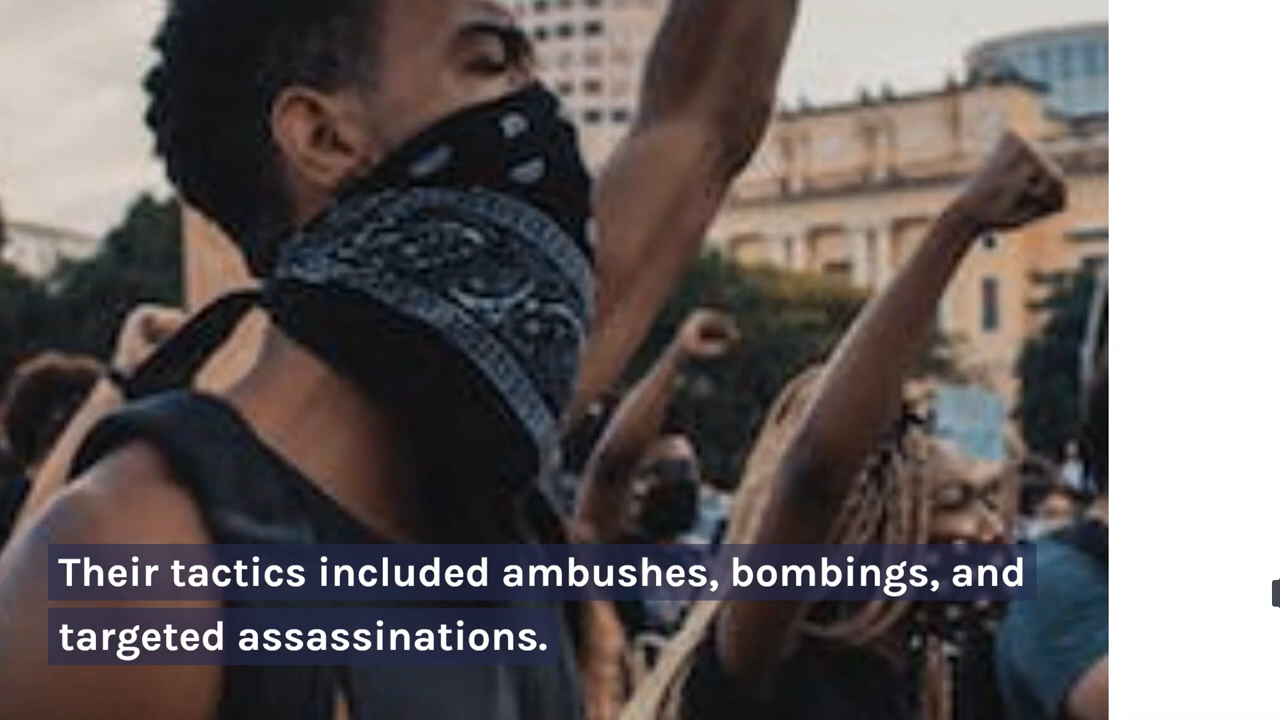 Their tactics included ambushes, bombings, and
targeted assassinations.